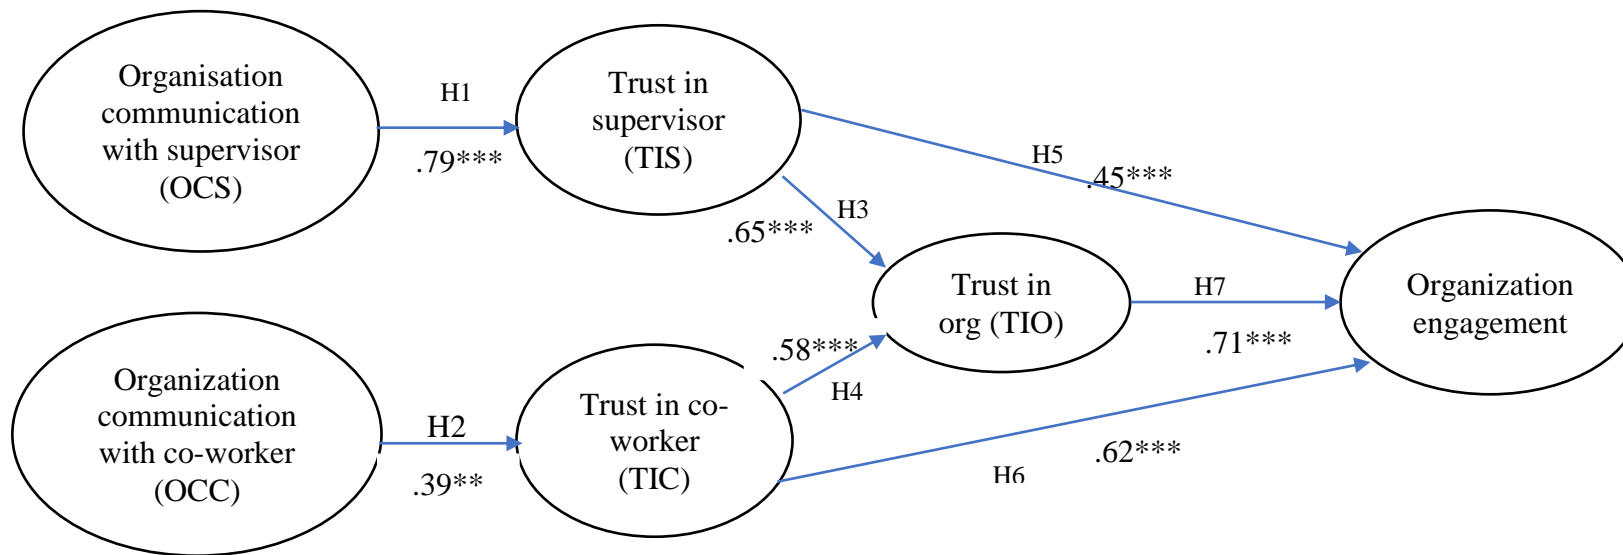 Organisation
communication
with supervisor
(OCS)
H1
.79***
Trust in
supervisor
(TIS)
H5
.45***
H3
.65***
Trust in
org (TIO)
H7
.71***
Organization
engagement
.58***
H4
Organization
communication
with co-worker
(OCC)
H2
.39**
Trust in co-
worker
(TIC)
H6
.62***